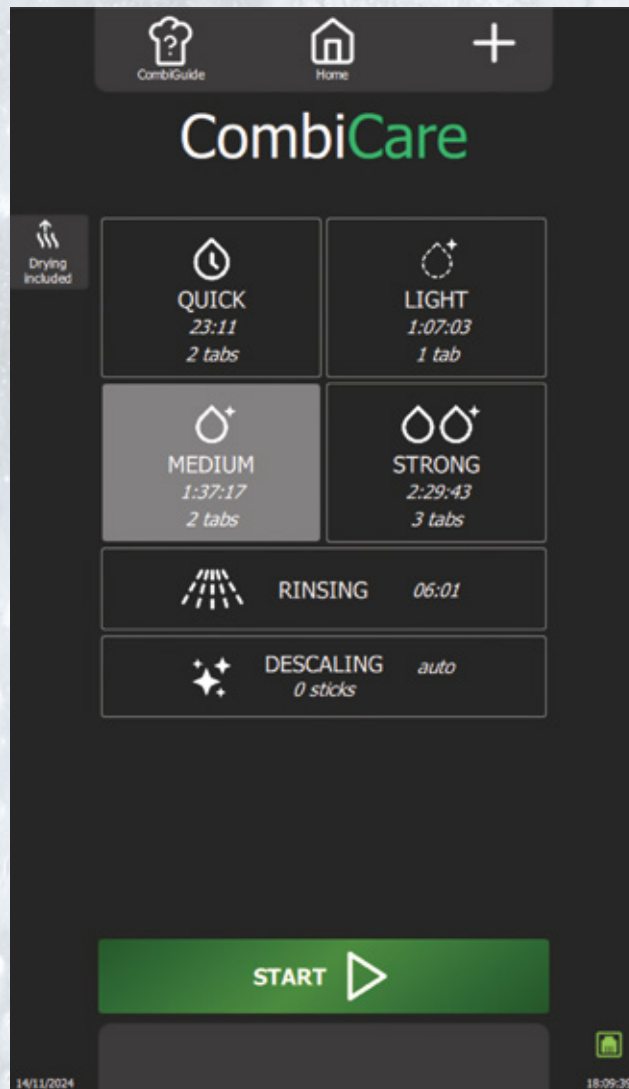 ?
CombiGuide
Home
CombiCare
Drying
included
QUICK
23:11
2 tabs
LIGHT
1:07:03
1 tab
MEDIUM
1:37:17
2 tabs
STRONG
2:29:43
3 tabs
RINSING 06:01
DESCALING auto
0 sticks
START
14/11/2024
18:09:39